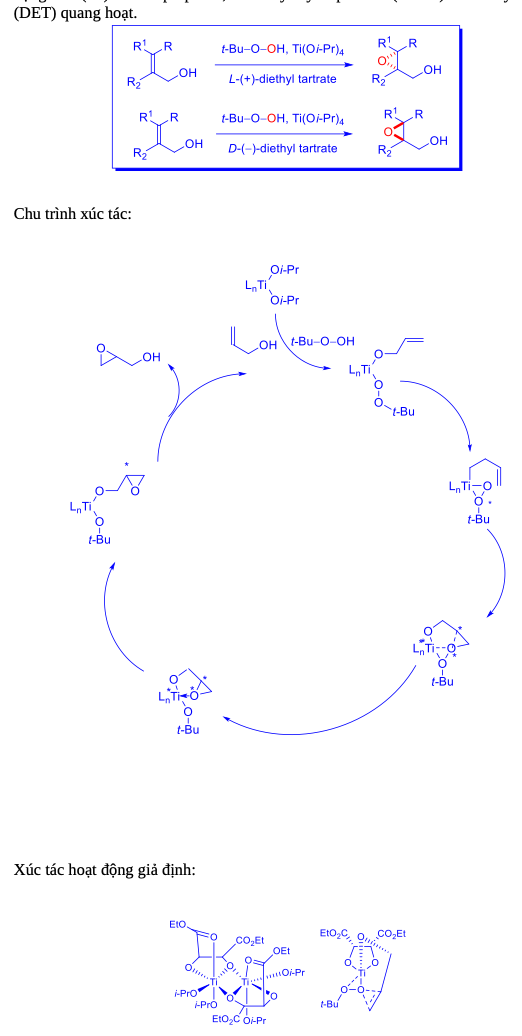 (DET) quang hoạt.
R¹ R
R₂ OH
t-Bu–O–OH, Ti(Oi-Pr)₄
L-(+)-diethyl tartrate
R¹ R
O
R₂ OH
R¹ R
R₂ OH
t-Bu–O–OH, Ti(Oi-Pr)₄
D-(−)-diethyl tartrate
R¹ R
O
R₂ OH
Chu trình xúc tác:
Oi-Pr
LₙTi
Oi-Pr
OH
t-Bu–O–OH
O
OH
O
LₙTi
O
O
t-Bu
LₙTi O
O *
t-Bu
*
O
O
LₙTi
O
t-Bu
O *
LₙTi O
*
O
t-Bu
O *
* *
LₙTi O
O
t-Bu
Xúc tác hoạt động giả định:
EtO O
CO₂Et
OEt
O
O O
Ti Ti
Oi-Pr
i-PrO
O O
i-PrO
EtO₂C Oi-Pr
EtO₂C O CO₂Et
O O
Ti
O O
t-Bu